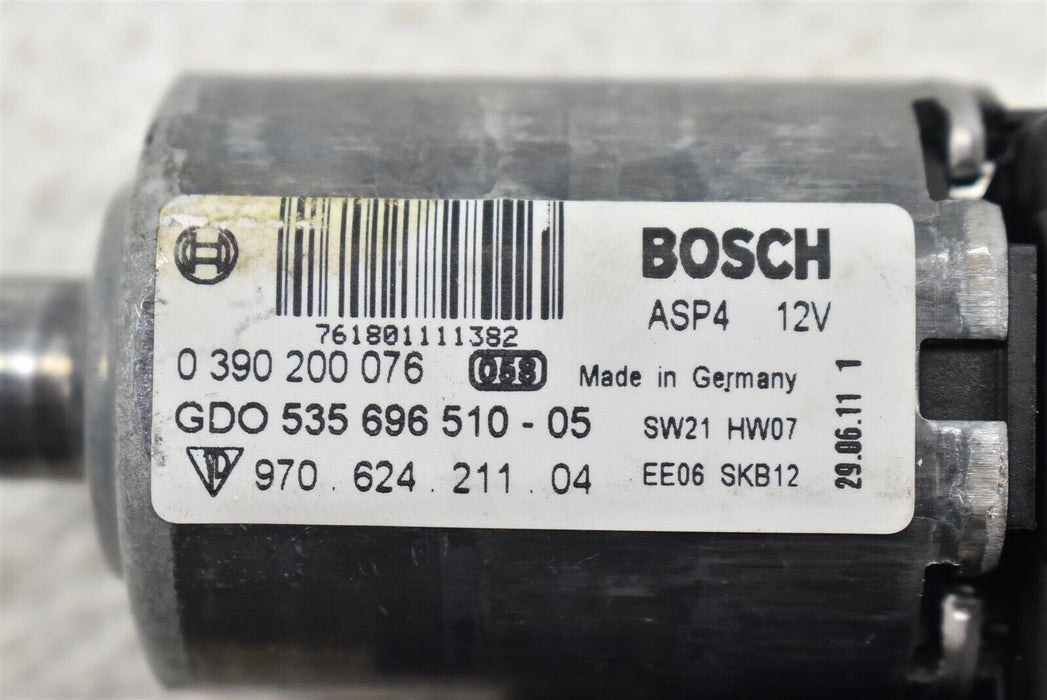 BOSCH
ASP4 12V
761801111382
0 390 200 076 058 Made in Germany
GDO 535 696 510 - 05 SW21 HW07
970 . 624 . 211 . 04 EE06 SKB12
29.06.11 1